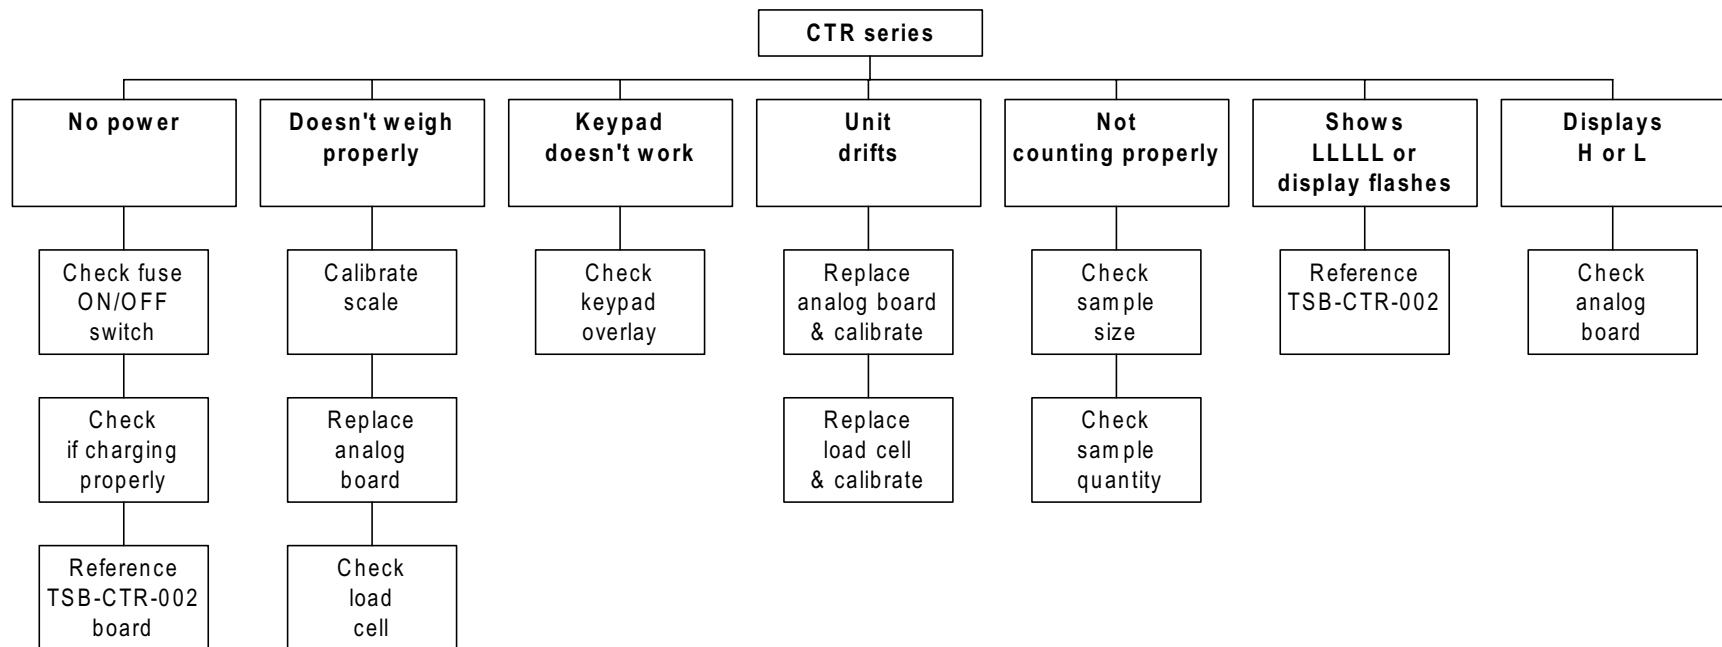 CTR series
No power
Doesn't weigh
properly
Keypad
doesn't work
Unit
drifts
Not
counting properly
Shows
LLLLL or
display flashes
Displays
H or L
Check fuse
ON/OFF
switch
Calibrate
scale
Check
keypad
overlay
Replace
analog board
& calibrate
Check
sample
size
Reference
TSB-CTR-002
Check
analog
board
Check
if charging
properly
Replace
analog
board
Replace
load cell
& calibrate
Check
sample
quantity
Reference
TSB-CTR-002
board
Check
load
cell